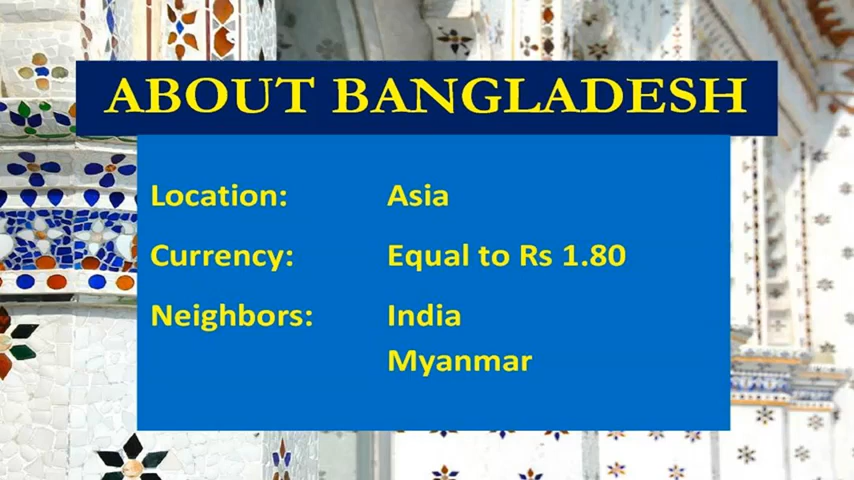 ABOUT BANGLADESH
Location: Asia
Currency: Equal to Rs 1.80
Neighbors: India
Myanmar